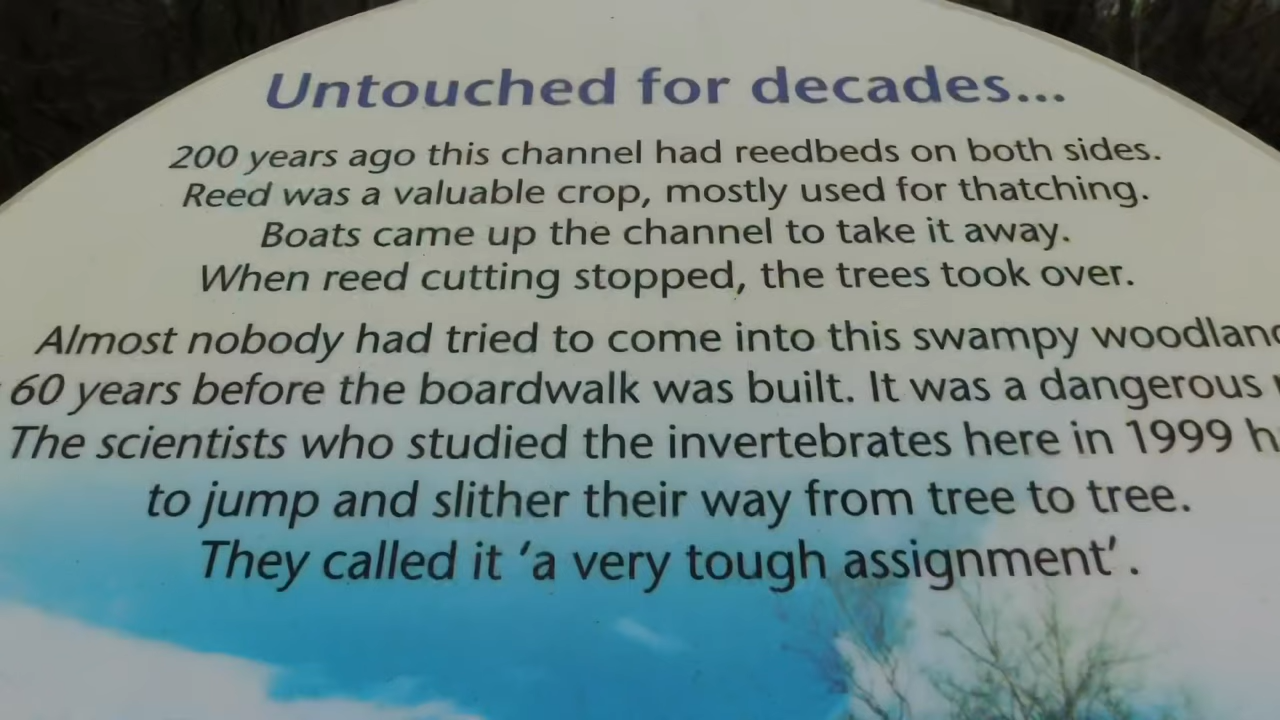 Untouched for decades...
200 years ago this channel had reedbeds on both sides.
Reed was a valuable crop, mostly used for thatching.
Boats came up the channel to take it away.
When reed cutting stopped, the trees took over.
Almost nobody had tried to come into this swampy
60 years before the boardwalk was built. It was a dangerous
The scientists who studied the invertebrates here in 1999
to jump and slither their way from tree to tree.
They called it 'a very tough assignment'.